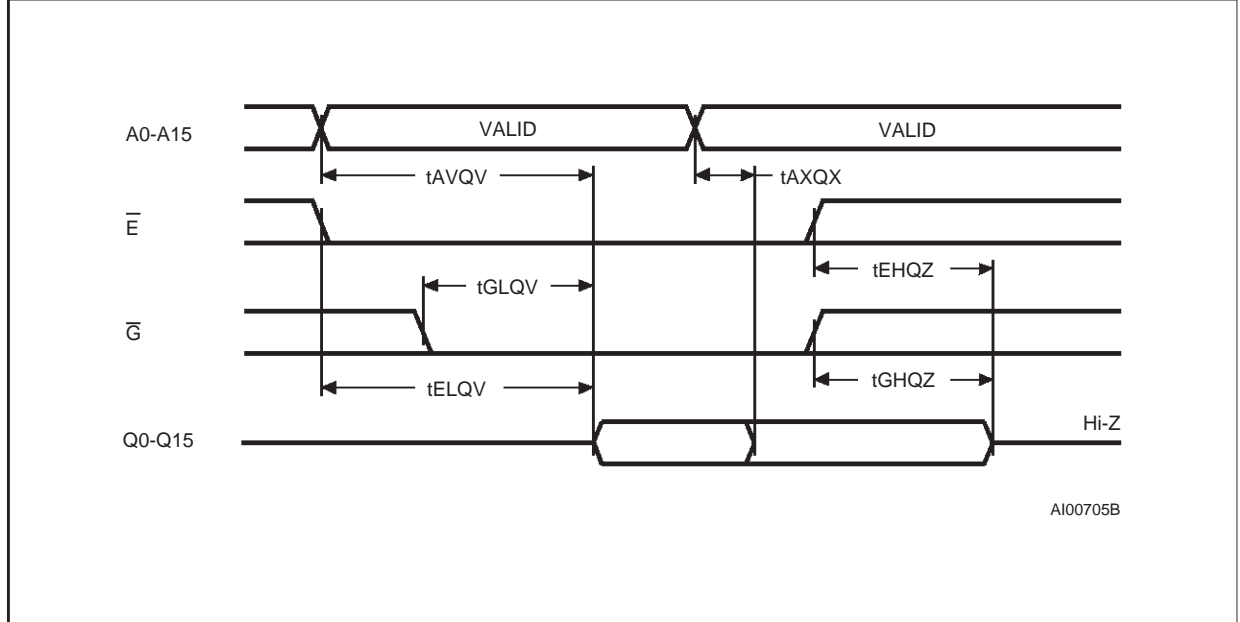 A0-A15
VALID
VALID
tAVQV
tAXQX
E̅
tEHQZ
tGLQV
G̅
tELQV
tGHQZ
Q0-Q15
Hi-Z
AI00705B